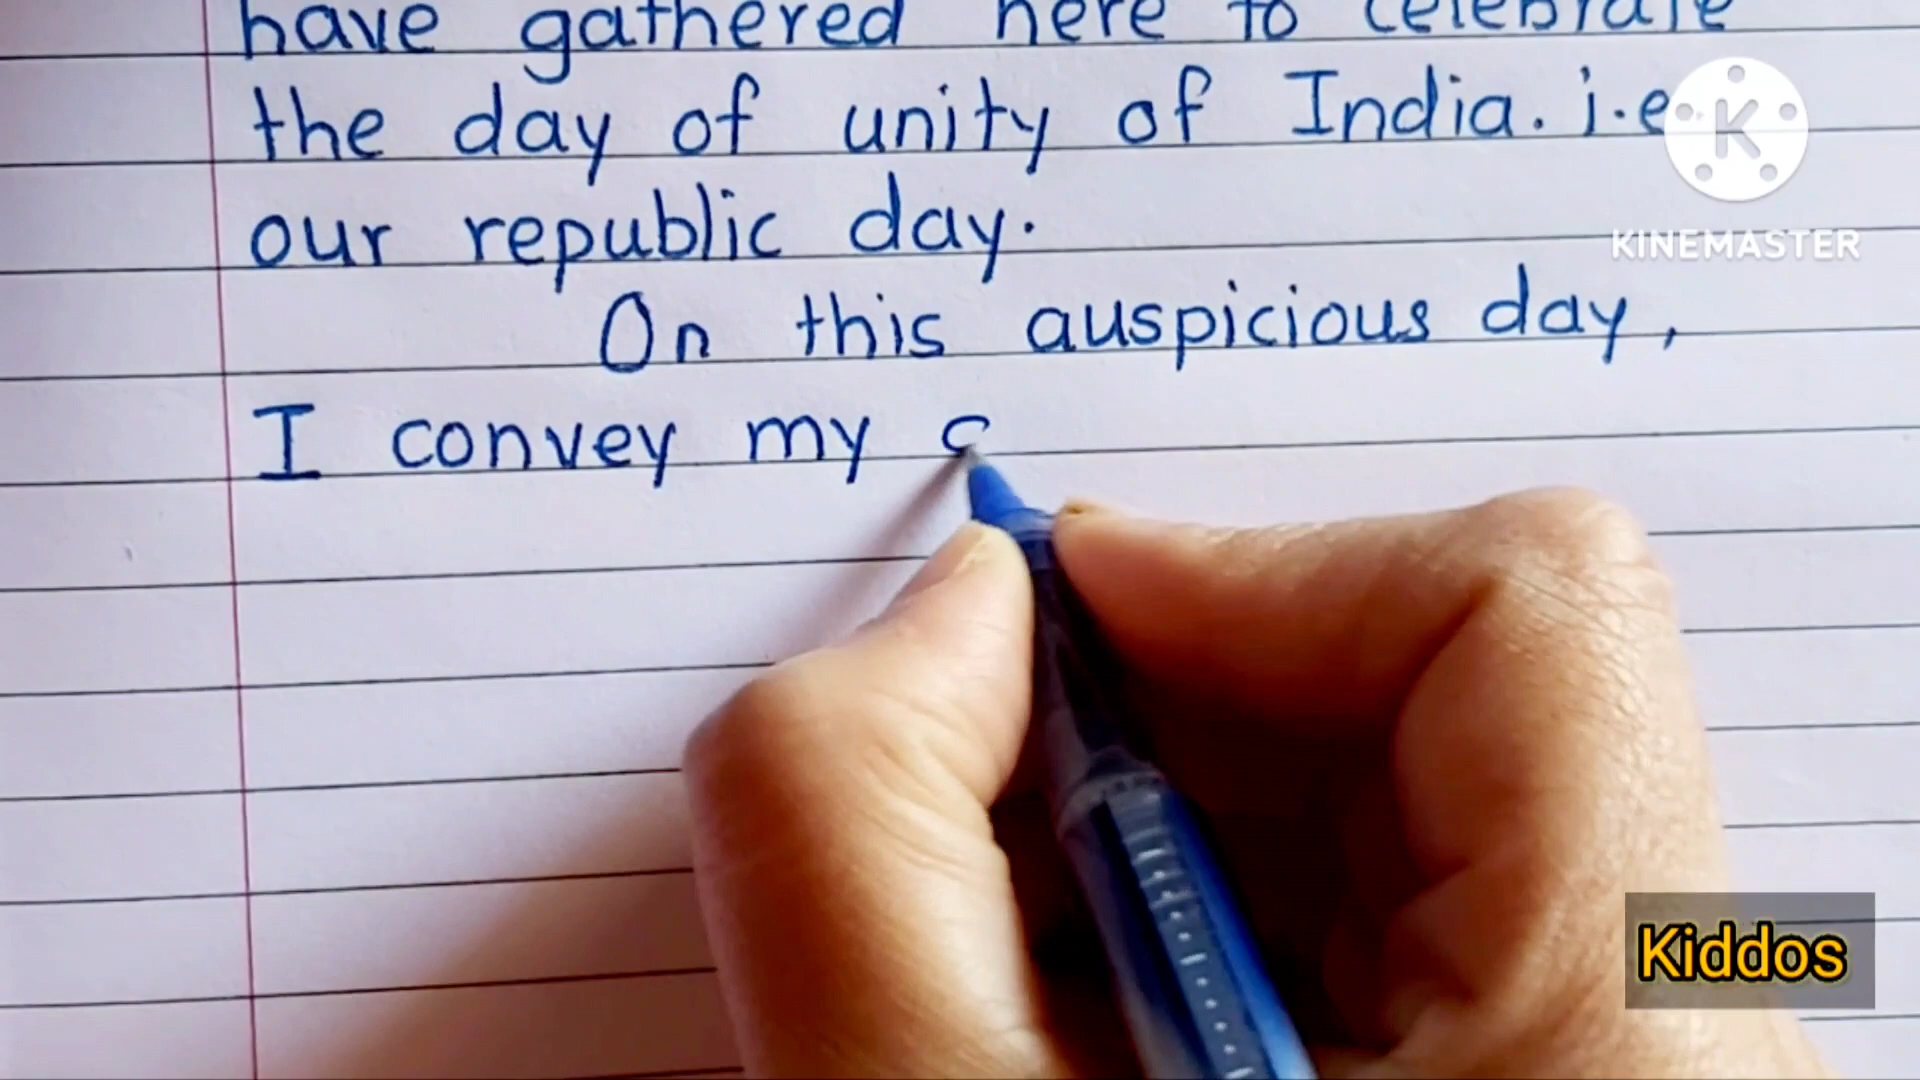 have gathered here to celebrate
the day of unity of India. i.e
our republic day.
On this auspicious day,
I convey my
KINEMASTER
Kiddos